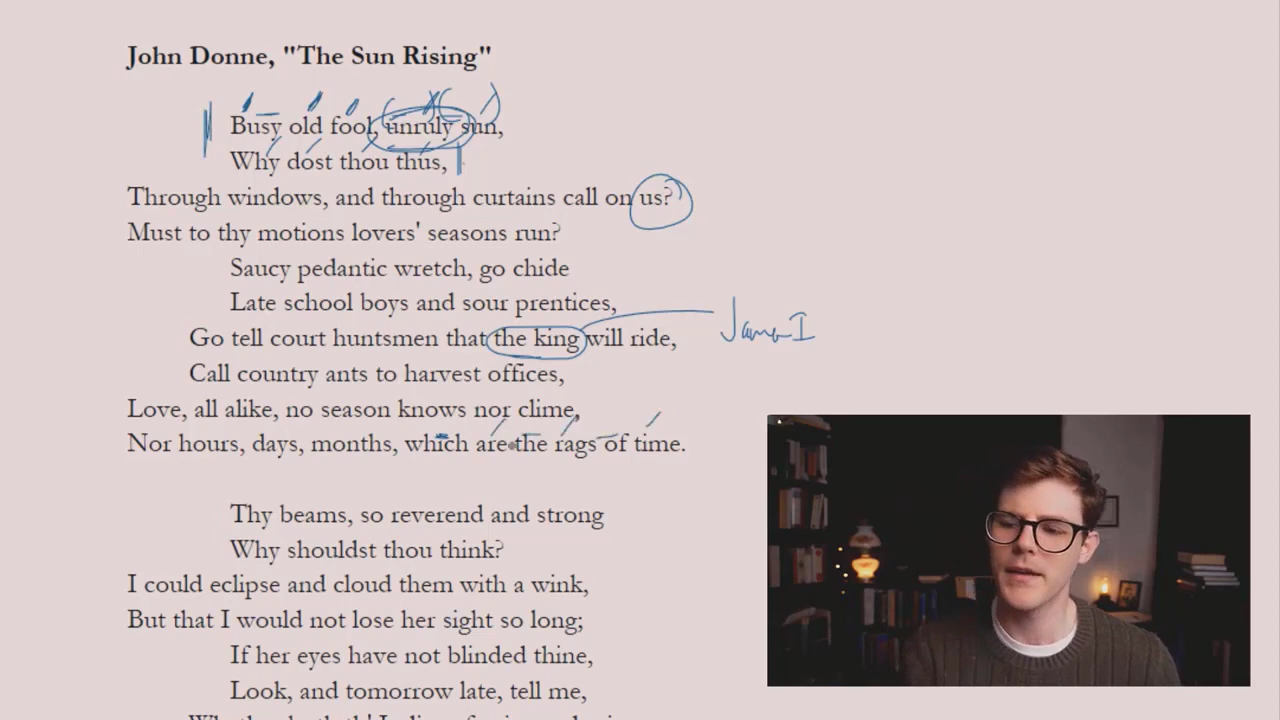 John Donne, "The Sun Rising"
Busy old fool, unruly sun,
Why dost thou thus,
Through windows, and through curtains call on us?
Must to thy motions lovers' seasons run?
Saucy pedantic wretch, go chide
Late school boys and sour prentices,
Go tell court huntsmen that the king will ride,
James I
Call country ants to harvest offices,
Love, all alike, no season knows nor clime,
Nor hours, days, months, which are the rags of time.
Thy beams, so reverend and strong
Why shouldst thou think?
I could eclipse and cloud them with a wink,
But that I would not lose her sight so long;
If her eyes have not blinded thine,
Look, and tomorrow late, tell me,